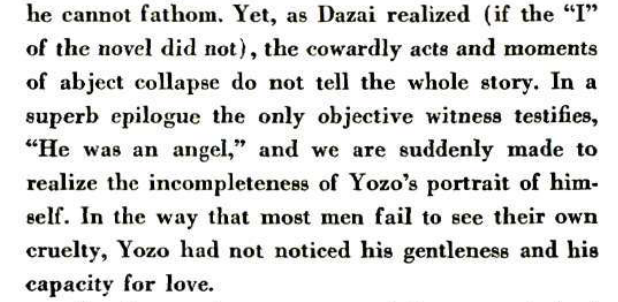 he cannot fathom. Yet, as Dazai realized (if the “I”
of the novel did not), the cowardly acts and moments
of abject collapse do not tell the whole story. In a
superb epilogue the only objective witness testifies,
“He was an angel,” and we are suddenly made to
realize the incompleteness of Yozo’s portrait of him-
self. In the way that most men fail to see their own
cruelty, Yozo had not noticed his gentleness and his
capacity for love.